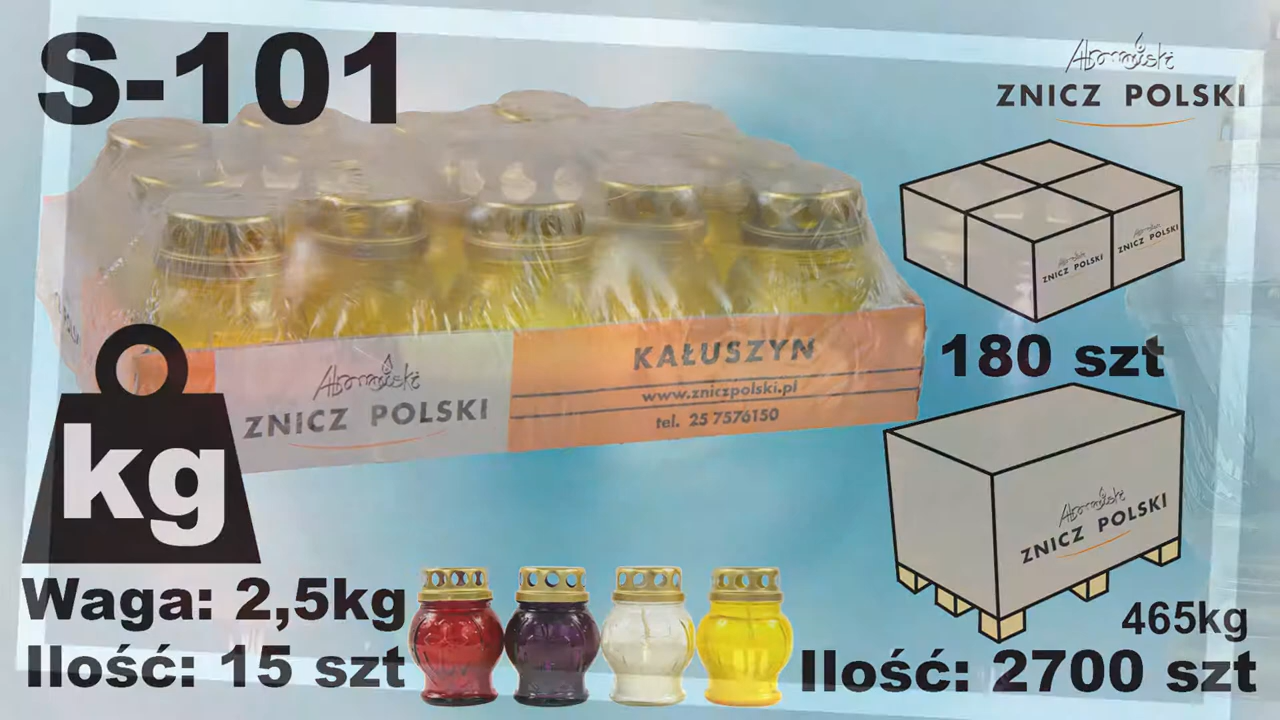 S-101
Abramczyk
ZNICZ POLSKI
ZNICZ POLSKI
ZNICZ POLSKI
180 szt
KAŁUSZYN
www.zniczpolski.pl
tel. 25 7576150
ZNICZ POLSKI
kg
ZNICZ POLSKI
Waga: 2,5kg
Ilość: 15 szt
465kg
Ilość: 2700 szt